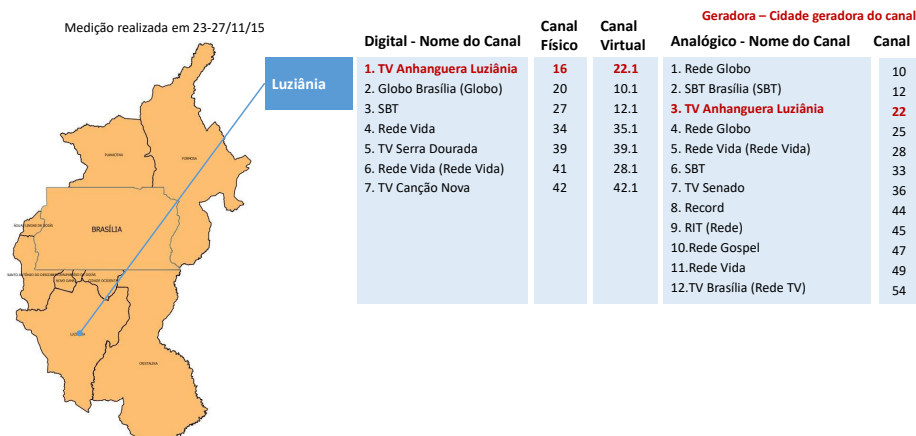 Geradora – Cidade geradora do canal
Medição realizada em 23-27/11/15
Digital - Nome do Canal Canal Físico Canal Virtual Analógico - Nome do Canal Canal
Luziânia
1. TV Anhanguera Luziânia 16 22.1 1. Rede Globo 10
2. Globo Brasília (Globo) 20 10.1 2. SBT Brasília (SBT) 12
3. SBT 27 12.1 3. TV Anhanguera Luziânia 22
4. Rede Vida 34 35.1 4. Rede Globo 25
5. TV Serra Dourada 39 39.1 5. Rede Vida (Rede Vida) 28
6. Rede Vida (Rede Vida) 41 28.1 6. SBT 33
7. TV Canção Nova 42 42.1 7. TV Senado 36
8. Record 44
9. RIT (Rede) 45
10.Rede Gospel 47
11.Rede Vida 49
12.TV Brasília (Rede TV) 54
FORMOSA
BRASÍLIA
CRISTALINA